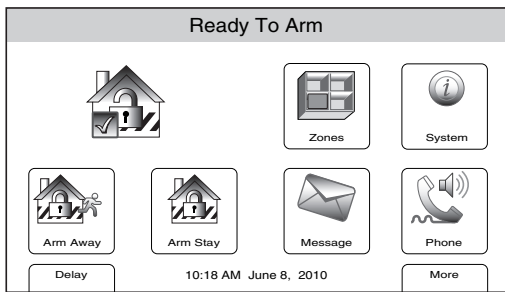 Ready To Arm
Zones
System
Arm Away
Arm Stay
Message
Phone
Delay
10:18 AM June 8, 2010
More